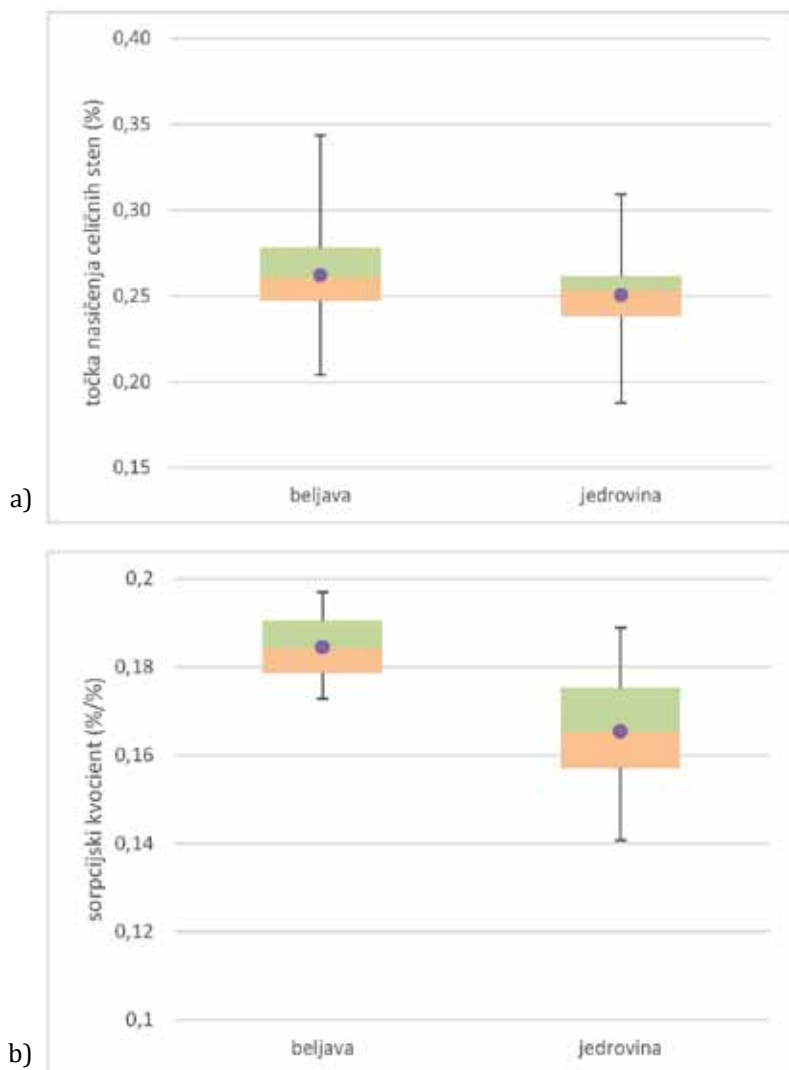 0,40
0,35
0,30
0,25
0,20
0,15
točka nasičenja celičnih sten (%)
beljava jedrovina
a)
0,2
0,18
0,16
0,14
0,12
0,1
sorpcijski kvocient (%/%)
beljava jedrovina
b)